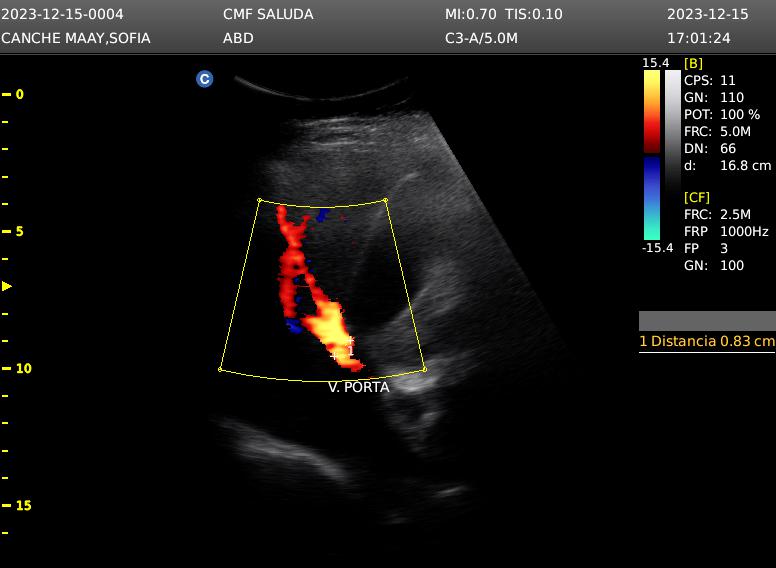 2023-12-15-0004 CMF SALUDA MI:0.70 TIS:0.10 2023-12-15
CANCHE MAAY,SOFIA ABD C3-A/5.0M 17:01:24
C
15.4 [B]
CPS: 11
GN: 110
POT: 100 %
FRC: 5.0M
DN: 66
d: 16.8 cm
[CF]
FRC: 2.5M
FRP 1000Hz
-15.4 FP 3
GN: 100
0
5
10
15
1
V. PORTA
1 Distancia 0.83 cm